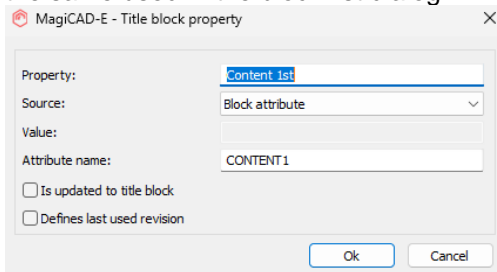 MagiCAD-E - Title block property
Property:
Content 1st
Source:
Block attribute
Value:
Attribute name:
CONTENT1
Is updated to title block
Defines last used revision
Ok
Cancel